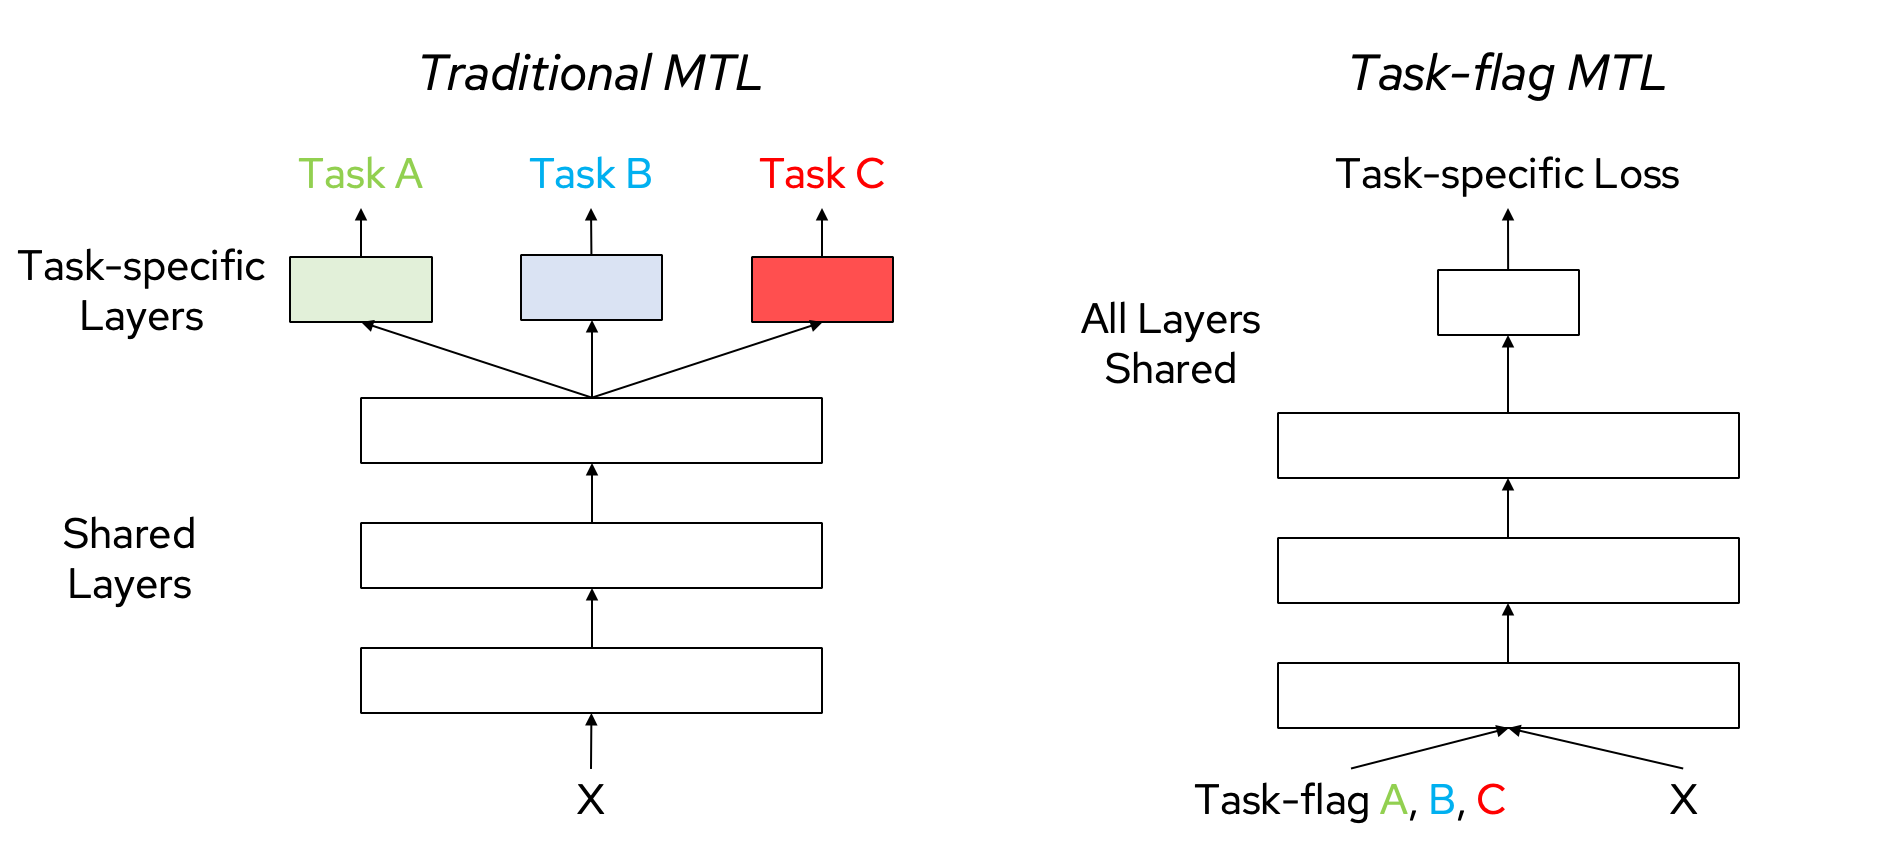 Traditional MTL
Task A
Task B
Task C
Task-specific
Layers
Shared
Layers
X
Task-flag MTL
Task-specific Loss
All Layers
Shared
Task-flag A, B, C
X